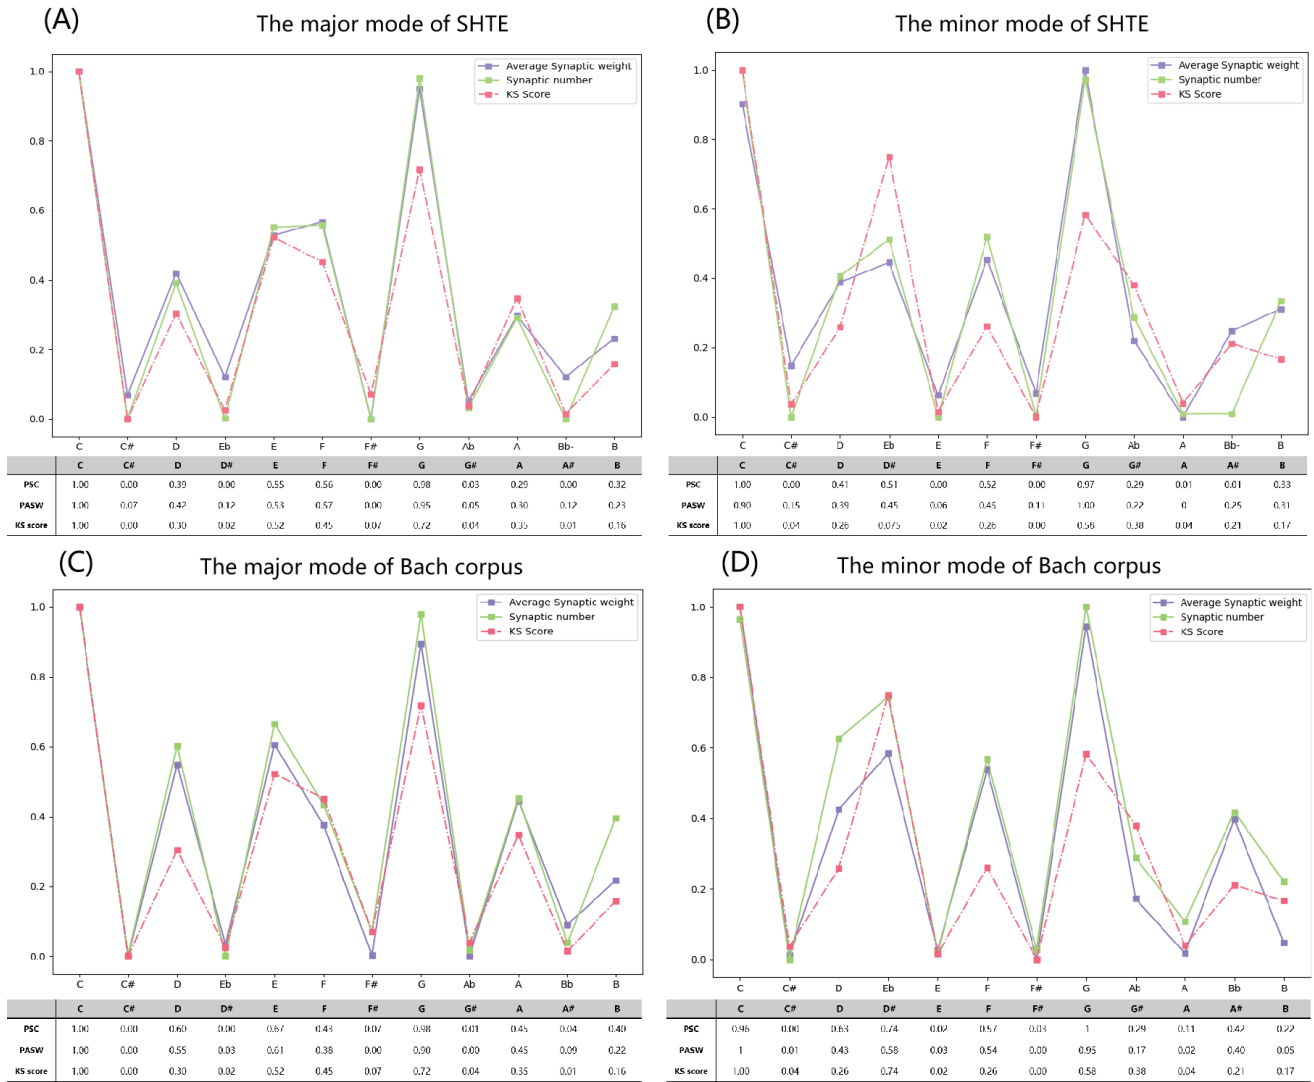 (A) The major mode of SHTE
Average Synaptic weight
Synaptic number
KS Score
1.0
0.8
0.6
0.4
0.2
0.0
C C# D Eb E F F# G Ab A Bb- B
C C# D D# E F F# G G# A A# B
PSC 1.00 0.00 0.39 0.00 0.55 0.56 0.00 0.98 0.03 0.29 0.00 0.32
PASW 1.00 0.07 0.42 0.12 0.53 0.57 0.00 0.95 0.05 0.30 0.12 0.23
KS score 1.00 0.00 0.30 0.02 0.52 0.45 0.07 0.72 0.04 0.35 0.01 0.16
(B) The minor mode of SHTE
Average Synaptic weight
Synaptic number
KS Score
1.0
0.8
0.6
0.4
0.2
0.0
C C# D Eb E F F# G Ab A Bb- B
C C# D D# E F F# G G# A A# B
PSC 1.00 0.00 0.41 0.51 0.00 0.52 0.00 0.97 0.29 0.01 0.01 0.33
PASW 0.90 0.15 0.39 0.45 0.06 0.45 0.11 1.00 0.22 0 0.25 0.31
KS score 1.00 0.04 0.26 0.075 0.02 0.26 0.00 0.58 0.38 0.04 0.21 0.17
(C) The major mode of Bach corpus
Average Synaptic weight
Synaptic number
KS Score
1.0
0.8
0.6
0.4
0.2
0.0
C C# D Eb E F F# G Ab A Bb B
C C# D D# E F F# G G# A A# B
PSC 1.00 0.00 0.60 0.00 0.67 0.43 0.07 0.98 0.01 0.45 0.04 0.40
PASW 1.00 0.00 0.55 0.03 0.61 0.38 0.00 0.90 0.00 0.45 0.09 0.22
KS score 1.00 0.00 0.30 0.02 0.52 0.45 0.07 0.72 0.04 0.35 0.01 0.16
(D) The minor mode of Bach corpus
Average Synaptic weight
Synaptic number
KS Score
1.0
0.8
0.6
0.4
0.2
0.0
C C# D Eb E F F# G Ab A Bb B
C C# D D# E F F# G G# A A# B
PSC 0.96 0.00 0.63 0.74 0.02 0.57 0.03 1 0.29 0.11 0.42 0.22
PASW 1 0.01 0.43 0.58 0.03 0.54 0.00 0.95 0.17 0.02 0.40 0.05
KS score 1.00 0.04 0.26 0.74 0.02 0.26 0.00 0.58 0.38 0.04 0.21 0.17